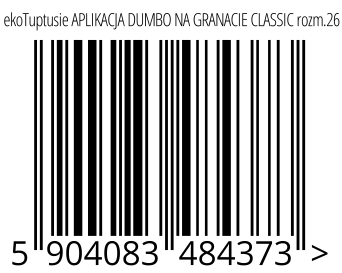 ekoTuptusie APLIKACJA DUMBO NA GRANACIE CLASSIC rozm.26
5 904083 484373 >